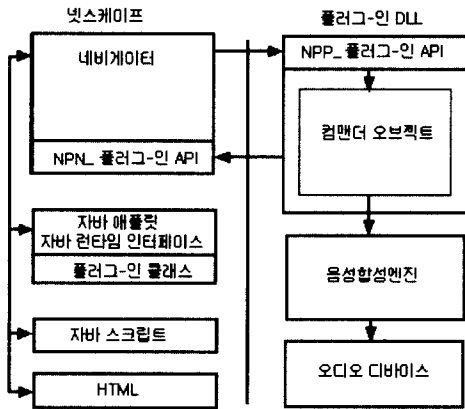 넷스케이프
네비게이터
NPN_ 플러그-인 API
자바 애플릿
자바 런타임 인터페이스
플러그-인 클래스
자바 스크립트
HTML
플러그-인 DLL
NPP_ 플러그-인 API
컴맨더 오브젝트
음성합성엔진
오디오 디바이스